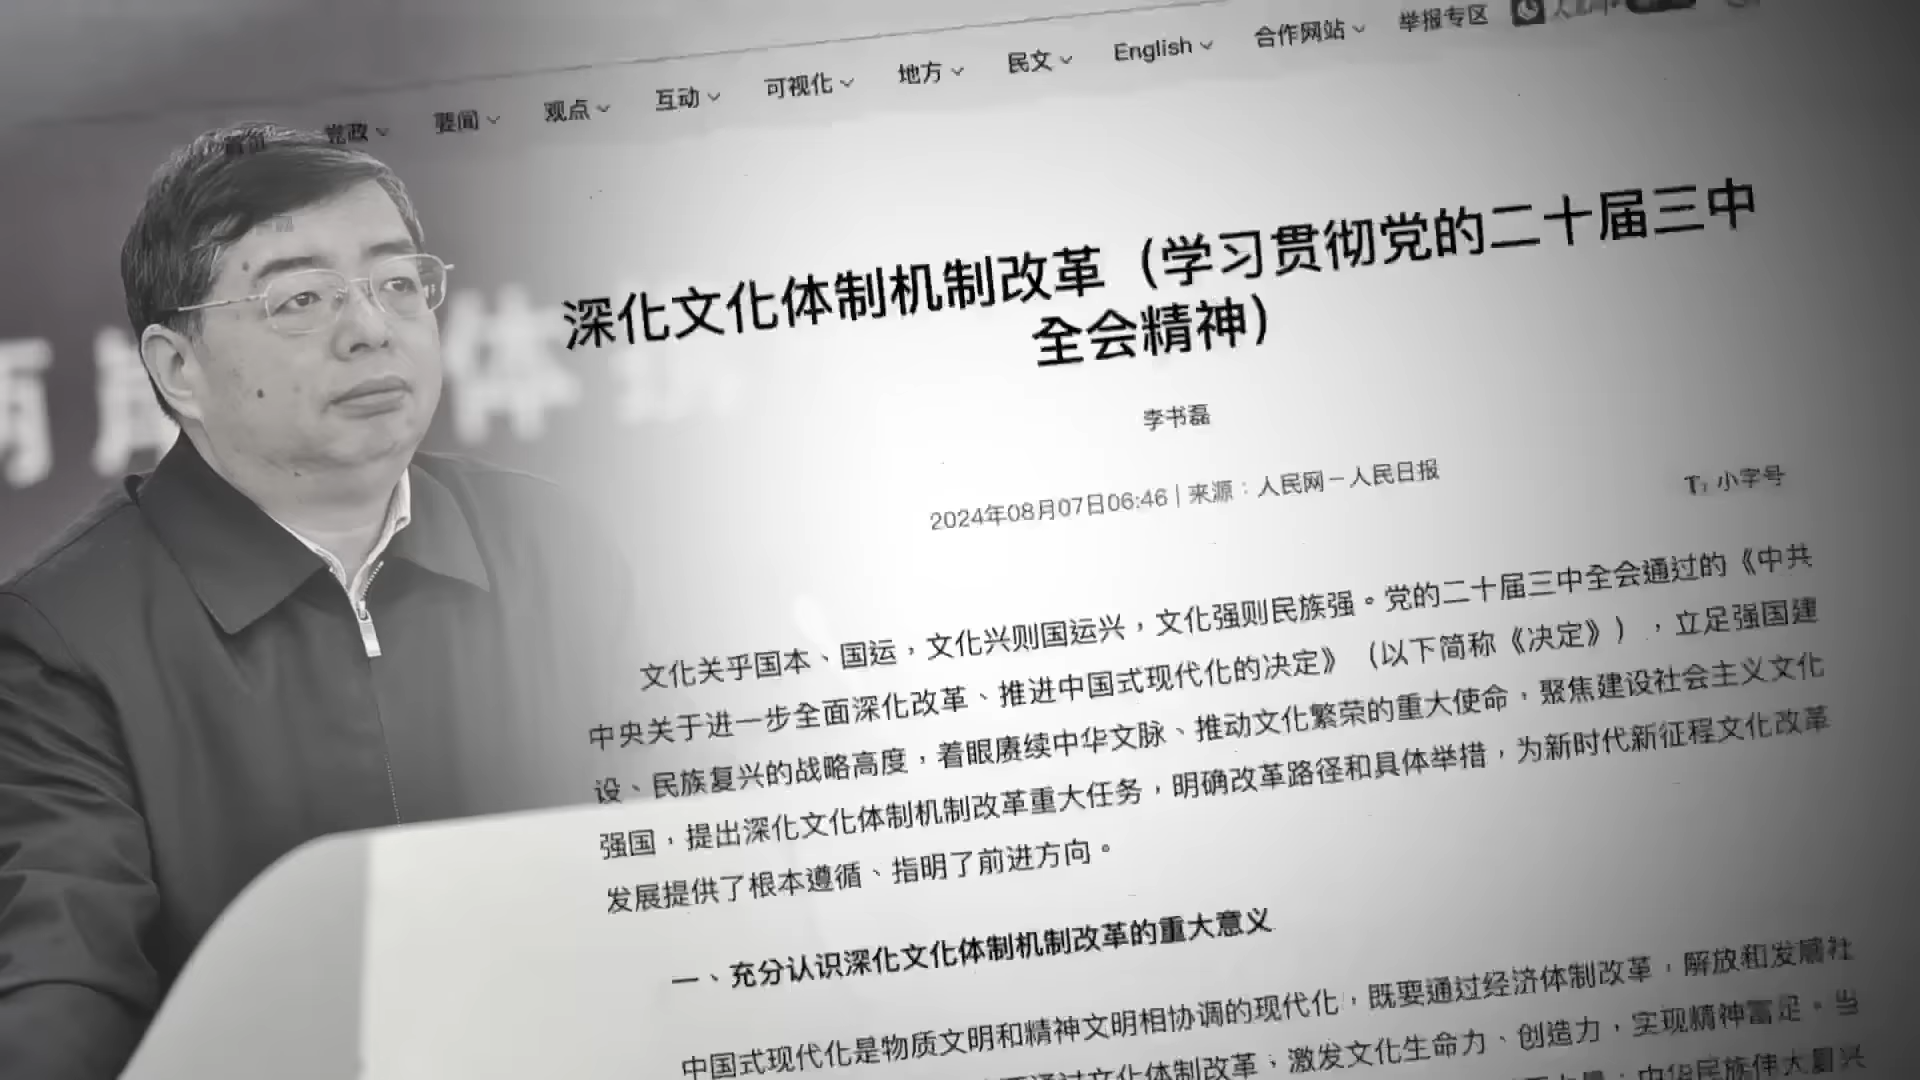 首页 党政 要闻 观点 互动 可视化 地方 民文 English 合作网站 举报专区
深化文化体制机制改革（学习贯彻党的二十届三中
全会精神）
李书磊
2024年08月07日06:46 | 来源：人民网－人民日报
小字号
文化关乎国本、国运，文化兴则国运兴，文化强则民族强。党的二十届三中全会通过的《中共
中央关于进一步全面深化改革、推进中国式现代化的决定》（以下简称《决定》），立足强国建
设、民族复兴的战略高度，着眼赓续中华文脉、推动文化繁荣的重大使命，聚焦建设社会主义文化
强国，提出深化文化体制机制改革重大任务，明确改革路径和具体举措，为新时代新征程文化改革
发展提供了根本遵循、指明了前进方向。
一、充分认识深化文化体制机制改革的重大意义
中国式现代化是物质文明和精神文明相协调的现代化，既要通过经济体制改革，解放和发展社
通过文化体制改革，激发文化生命力、创造力，实现精神富足。当
中华民族伟大复兴
体